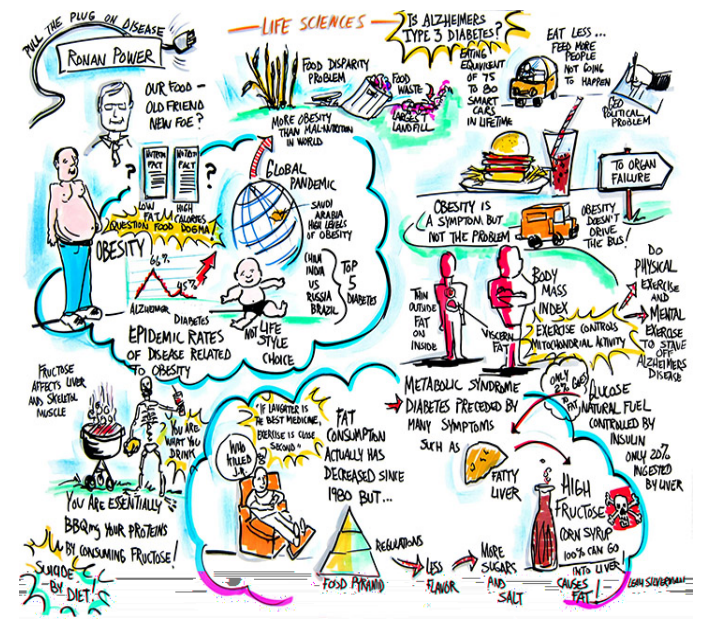 PULL THE PLUG ON DISEASE
RONAN POWER
OUR FOOD -
OLD FRIEND
NEW FOE?
LIFE SCIENCES
IS ALZHEIMERS
TYPE 3 DIABETES?
FOOD DISPARITY
PROBLEM
FOOD
WASTE
LARGEST
LANDFILL
EATING
EQUIVIENT
OF 75
TO 80
SMART
CARS
IN LIFETIME
EAT LESS...
FEED MORE
PEOPLE
NOT GOING
TO HAPPEN
GEO
POLITICAL
PROBLEM
MORE OBESITY
THAN MALNUTRITION
IN WORLD
?
NUTRITION
FACT
NUTRITION
FACT
?
LOW
FAT
HIGH
CALORIES
QUESTION FOOD DOGMA!
OBESITY
66%
45%
ALZHEIMER
DIABETES
EPIDEMIC RATES
OF DISEASE RELATED
TO OBESITY
GLOBAL
PANDEMIC
SAUDI
ARABIA
HIGH LEVELS
OF OBESITY
CHINA
INDIA
US
RUSSIA
BRAZIL
TOP
5
DIABETES
NOT LIFE
STYLE
CHOICE
TO ORGAN
FAILURE
OBESITY IS
A SYMPTOM BUT
NOT THE PROBLEM
OBESITY
DOESN'T
DRIVE
THE BUS!
THIN
OUTSIDE
FAT
ON
INSIDE
VISCERAL
FAT
BODY
MASS
INDEX
EXERCISE CONTROLS
MITOCHONDRIAL ACTIVITY
DO
PHYSICAL
EXERCISE
AND
MENTAL
EXERCISE
TO STAVE
OFF
ALZHEIMERS
DISEASE
FRUCTOSE
AFFECTS LIVER
AND SKELETAL
MUSCLE
YOU ARE
WHAT YOU
DRINK
YOU ARE ESSENTIALLY
BBQing YOUR PROTEINS
BY CONSUMING FRUCTOSE!
SUICIDE
BY
DIET!
"IF LAUGHTER IS
THE BEST MEDICINE,
EXERCISE IS CLOSE
SECOND"
WHO
KILLED
FAT
CONSUMPTION
ACTUALLY HAS
DECREASED SINCE
1980 BUT...
FOOD PYRAMID
REGULATIONS
LESS
FLAVOR
MORE
SUGARS
AND
SALT
CAUSES
FAT!
METABOLIC SYNDROME
DIABETES PRECEDED BY
MANY SYMPTOMS
SUCH AS
FATTY
LIVER
ONLY
TO FAT
GLUCOSE
NATURAL FUEL
CONTROLLED BY
INSULIN
ONLY 20%
INGESTED
BY LIVER
HIGH
FRUCTOSE
CORN SYRUP
100% CAN GO
INTO LIVER